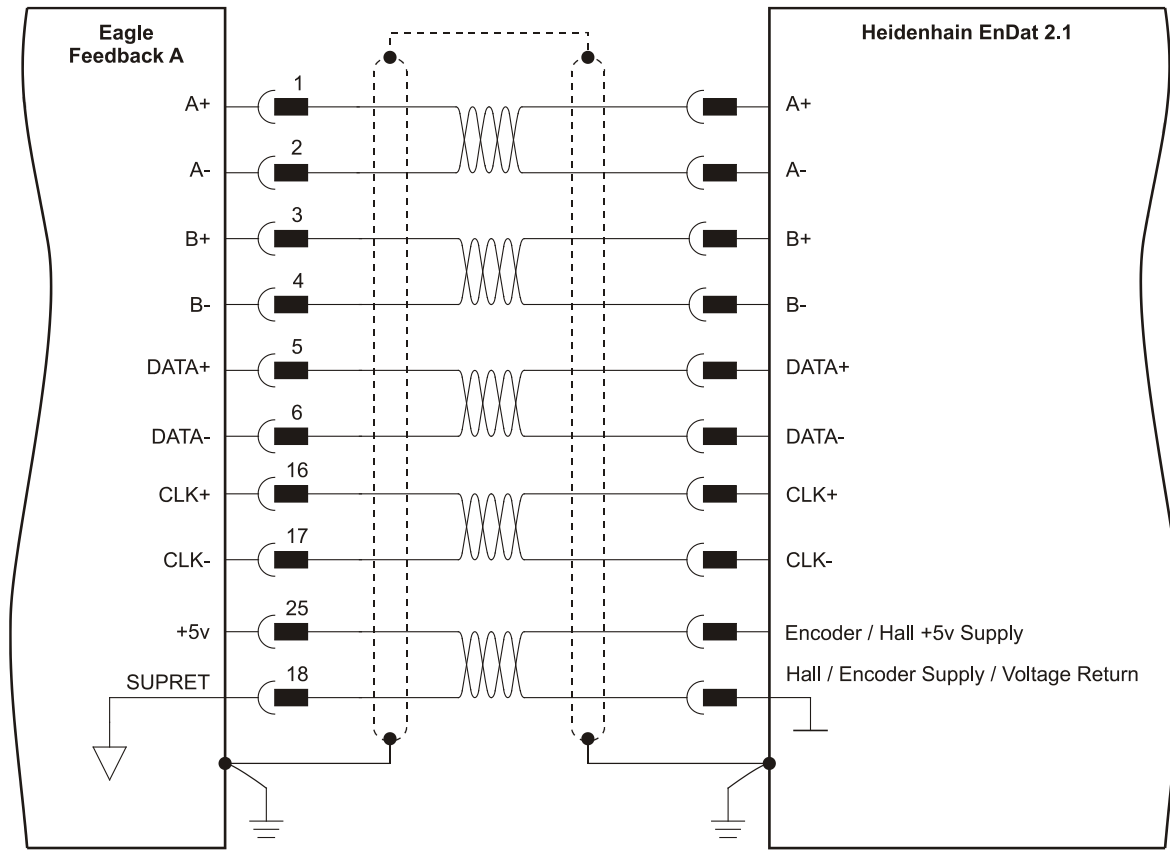 Eagle
Feedback A
Heidenhain EnDat 2.1
A+ 1 A+
A- 2 A-
B+ 3 B+
B- 4 B-
DATA+ 5 DATA+
DATA- 6 DATA-
CLK+ 16 CLK+
CLK- 17 CLK-
+5v 25 Encoder / Hall +5v Supply
SUPRET 18 Hall / Encoder Supply / Voltage Return